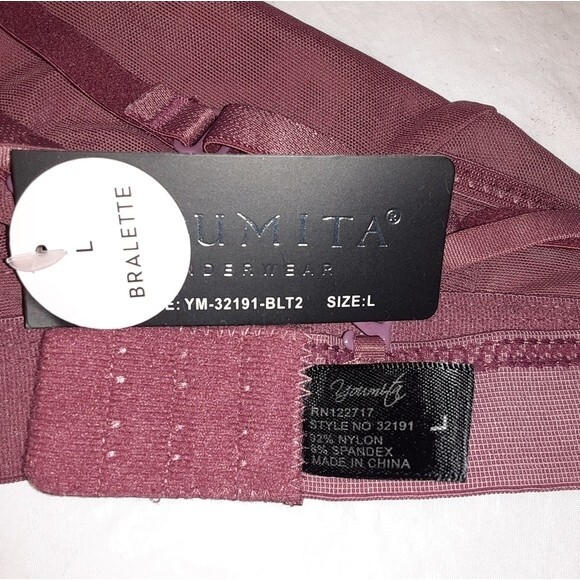 L
BRALETTE
UMITA®
NDERWEAR
E: YM-32191-BLT2 SIZE:L
Youmita
RN122717
STYLE NO 32191
92% NYLON
8% SPANDEX
MADE IN CHINA
L